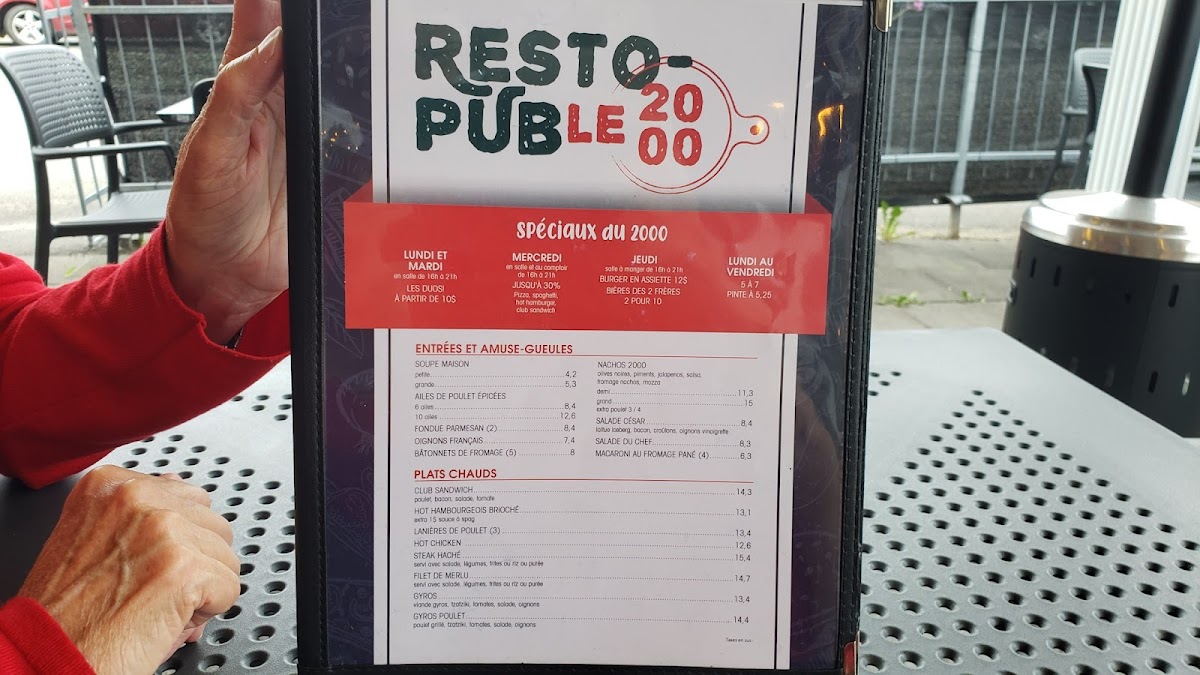 RESTO-
PUB LE 2000
SPÉCIAUX DU 2000
LUNDI ET
MARDI
en salle de 16h à 21h
LES DUOS!
À PARTIR DE 10$
MERCREDI
en salle et au comptoir
de 16h à 21h
JUSQU'À 30%
Pizza, spaghetti,
hot hamburger,
club sandwich
JEUDI
salle à manger de 16h à 21h
BURGER EN ASSIETTE 12$
BIÈRES DES 2 FRÈRES
2 POUR 10
LUNDI AU
VENDREDI
5 À 7
PINTE À 5,25
ENTRÉES ET AMUSE-GUEULES
SOUPE MAISON
petite 4,2
grande 5,3
AILES DE POULET ÉPICÉES
6 ailes 8,4
10 ailes 12,6
FONDUE PARMESAN (2) 8,4
OIGNONS FRANÇAIS 7,4
BÂTONNETS DE FROMAGE (5) 8
NACHOS 2000
olives noires, piments, jalapenos, salsa,
fromage nachos, mozza
demi 11,3
grand 15
extra poulet 3 / 4
SALADE CÉSAR 8,4
laitue iceberg, bacon, croûtons, oignons vinaigrette
SALADE DU CHEF 8,3
MACARONI AU FROMAGE PANÉ (4) 6,3
PLATS CHAUDS
CLUB SANDWICH 14,3
poulet, bacon, salade, tomate
HOT HAMBOURGEOIS BRIOCHÉ 13,1
extra 1$ sauce à spag
LANIÈRES DE POULET (3) 13,4
HOT CHICKEN 12,6
STEAK HACHÉ 15,4
servi avec salade, légumes, frites ou riz ou purée
FILET DE MERLU 14,7
servi avec salade, légumes, frites ou riz ou purée
GYROS 13,4
viande gyros, tzatziki, tomates, salade, oignons
GYROS POULET 14,4
poulet grillé, tzatziki, tomates, salade, oignons
Taxes en sus